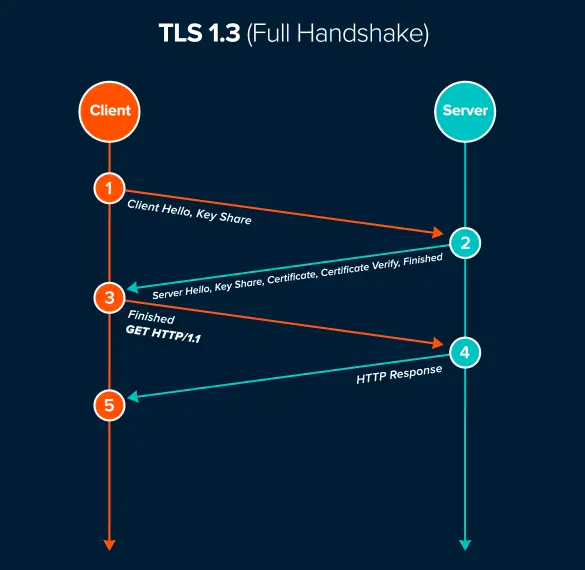 TLS 1.3 (Full Handshake)
Client
Server
1
Client Hello, Key Share
2
Server Hello, Key Share, Certificate, Certificate Verify, Finished
3
Finished
GET HTTP/1.1
4
HTTP Response
5